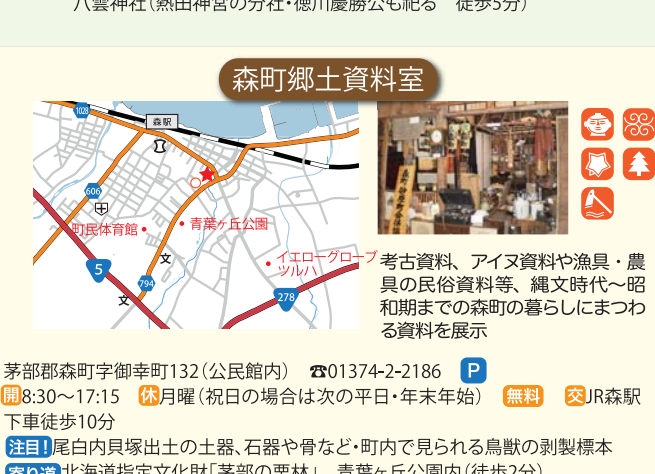 八雲神社(熱田神宮の分社・徳川慶勝公も祀る　徒歩5分)
森町郷土資料室
1028
森駅
606
町民体育館
青葉ヶ丘公園
イエローグローブ
ツルハ
5
文
794
文
278
考古資料、アイヌ資料や漁具・農
具の民俗資料等、縄文時代～昭
和期までの森町の暮らしにまつわ
る資料を展示
茅部郡森町字御幸町132(公民館内)　☎01374-2-2186　P
開8:30～17:15　休月曜(祝日の場合は次の平日・年末年始)　無料　交JR森駅
下車徒歩10分
注目!尾白内貝塚出土の土器、石器や骨など・町内で見られる鳥獣の剥製標本
寄り道北海道指定文化財「茅部の栗林」　青葉ヶ丘公園内(徒歩2分)